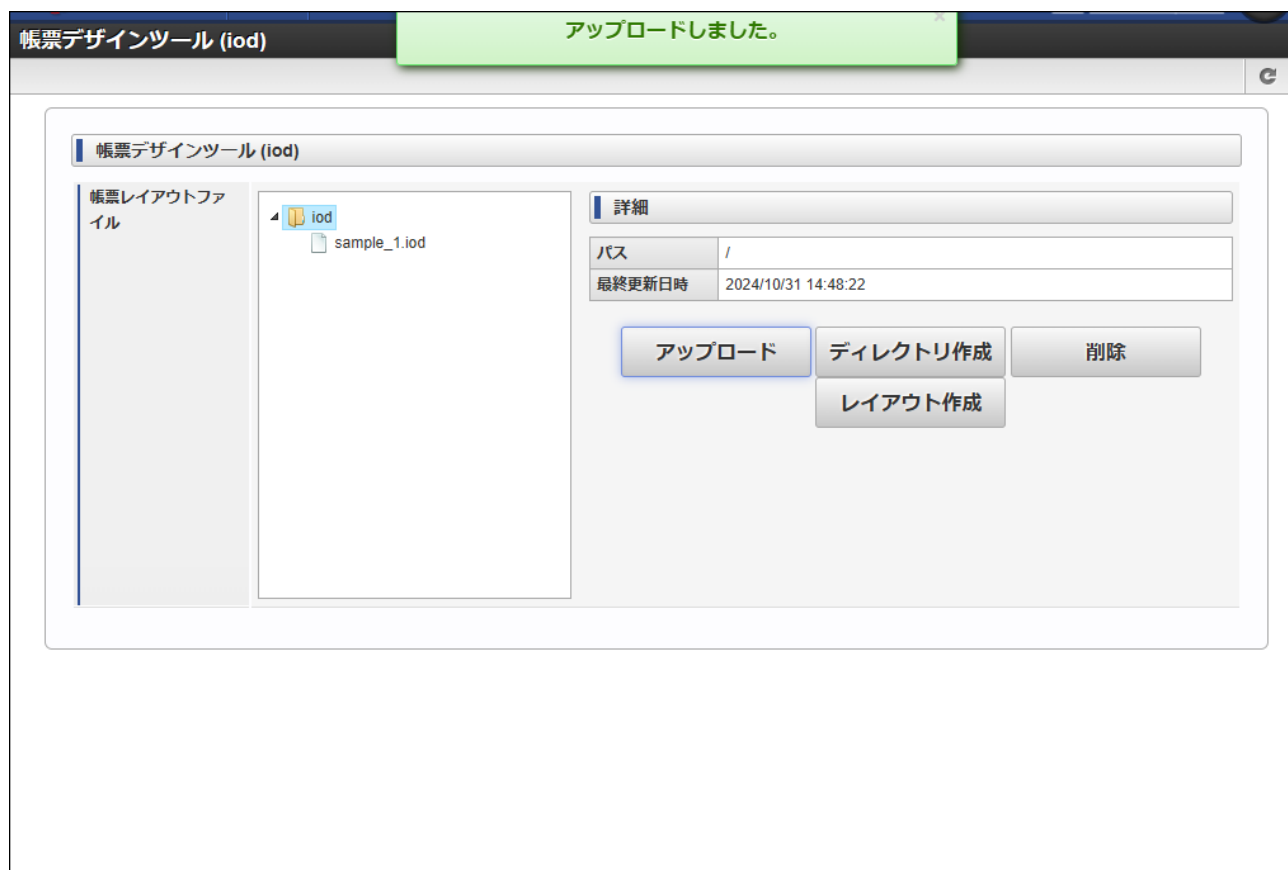 アップロードしました。
×
帳票デザインツール (iod)
帳票デザインツール (iod)
帳票レイアウトファ
イル
iod
sample_1.iod
詳細
パス /
最終更新日時 2024/10/31 14:48:22
アップロード ディレクトリ作成 削除
レイアウト作成